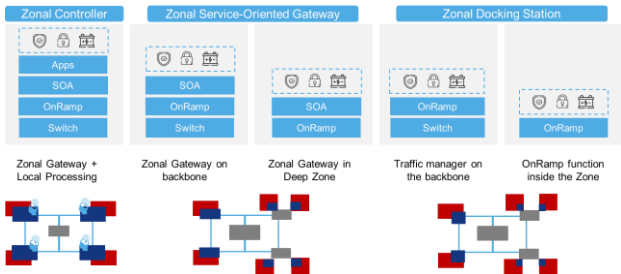 Zonal Controller
Zonal Service-Oriented Gateway
Zonal Docking Station
Apps
SOA
OnRamp
Switch
SOA
OnRamp
Switch
SOA
OnRamp
OnRamp
Switch
OnRamp
Zonal Gateway +
Local Processing
Zonal Gateway on
backbone
Zonal Gateway in
Deep Zone
Traffic manager on
the backbone
OnRamp function
inside the Zone